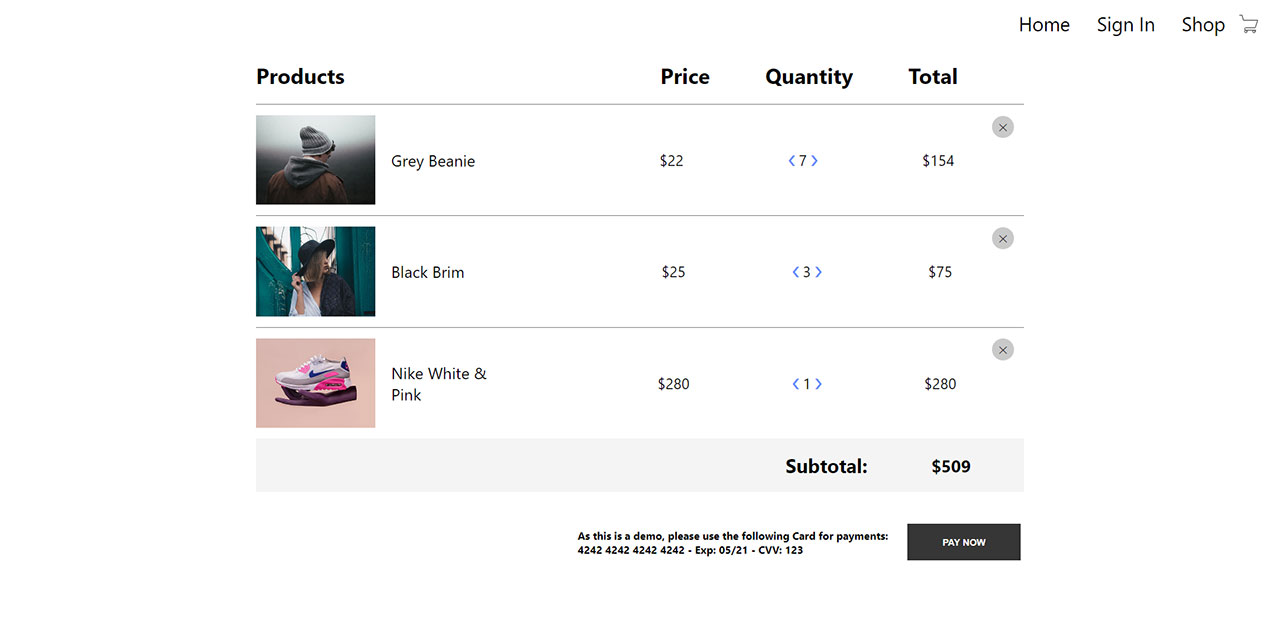 Home Sign In Shop
Products Price Quantity Total
Grey Beanie $22 7 $154
Black Brim $25 3 $75
Nike White &
Pink $280 1 $280
Subtotal: $509
As this is a demo, please use the following Card for payments:
4242 4242 4242 4242 - Exp: 05/21 - CVV: 123
PAY NOW